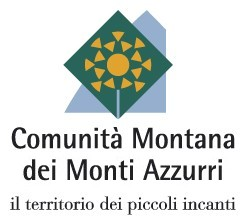 Comunità Montana
dei Monti Azzurri
il territorio dei piccoli incanti